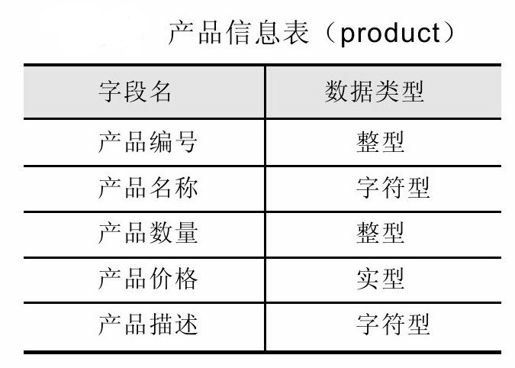 产品信息表（product）
字段名 数据类型
产品编号 整型
产品名称 字符型
产品数量 整型
产品价格 实型
产品描述 字符型